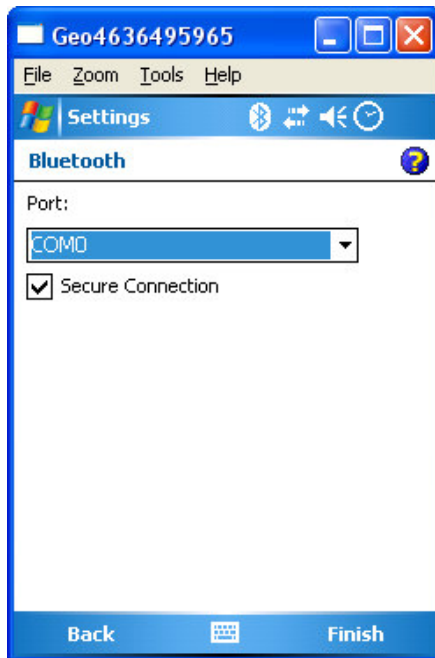 Geo4636495965
File Zoom Tools Help
Settings
Bluetooth
Port:
COM0
Secure Connection
Back Finish